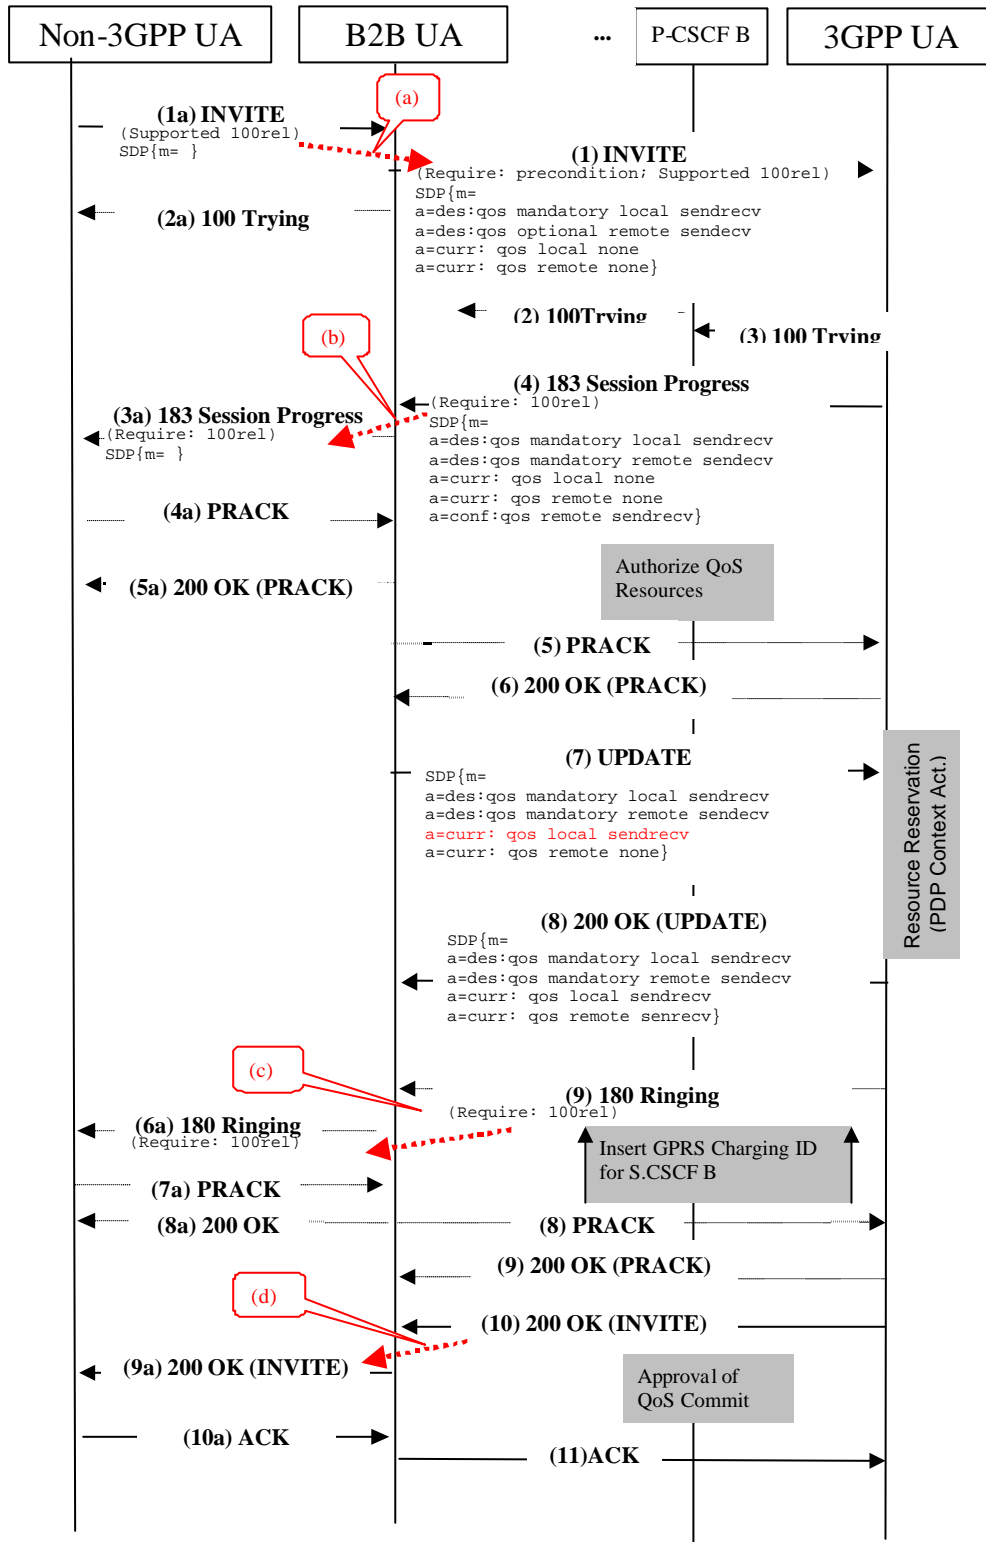 Non-3GPP UA
B2B UA
...
P-CSCF B
3GPP UA
(a)
(1a) INVITE
(Supported 100rel)
SDP{m= }
(1) INVITE
(Require: precondition; Supported 100rel)
SDP{m=
a=des:qos mandatory local sendrecv
a=des:qos optional remote sendecv
a=curr: qos local none
a=curr: qos remote none}
(2a) 100 Trying
(2) 100Trying
(3) 100 Trying
(b)
(4) 183 Session Progress
(Require: 100rel)
SDP{m=
a=des:qos mandatory local sendrecv
a=des:qos mandatory remote sendecv
a=curr: qos local none
a=curr: qos remote none
a=conf:qos remote sendrecv}
(3a) 183 Session Progress
(Require: 100rel)
SDP{m= }
(4a) PRACK
Authorize QoS
Resources
(5a) 200 OK (PRACK)
(5) PRACK
(6) 200 OK (PRACK)
(7) UPDATE
SDP{m=
a=des:qos mandatory local sendrecv
a=des:qos mandatory remote sendecv
a=curr: qos local sendrecv
a=curr: qos remote none}
Resource Reservation
(PDP Context Act.)
(8) 200 OK (UPDATE)
SDP{m=
a=des:qos mandatory local sendrecv
a=des:qos mandatory remote sendecv
a=curr: qos local sendrecv
a=curr: qos remote senrecv}
(c)
(9) 180 Ringing
(Require: 100rel)
(6a) 180 Ringing
(Require: 100rel)
Insert GPRS Charging ID
for S.CSCF B
(7a) PRACK
(8a) 200 OK
(8) PRACK
(9) 200 OK (PRACK)
(d)
(10) 200 OK (INVITE)
(9a) 200 OK (INVITE)
Approval of
QoS Commit
(10a) ACK
(11)ACK